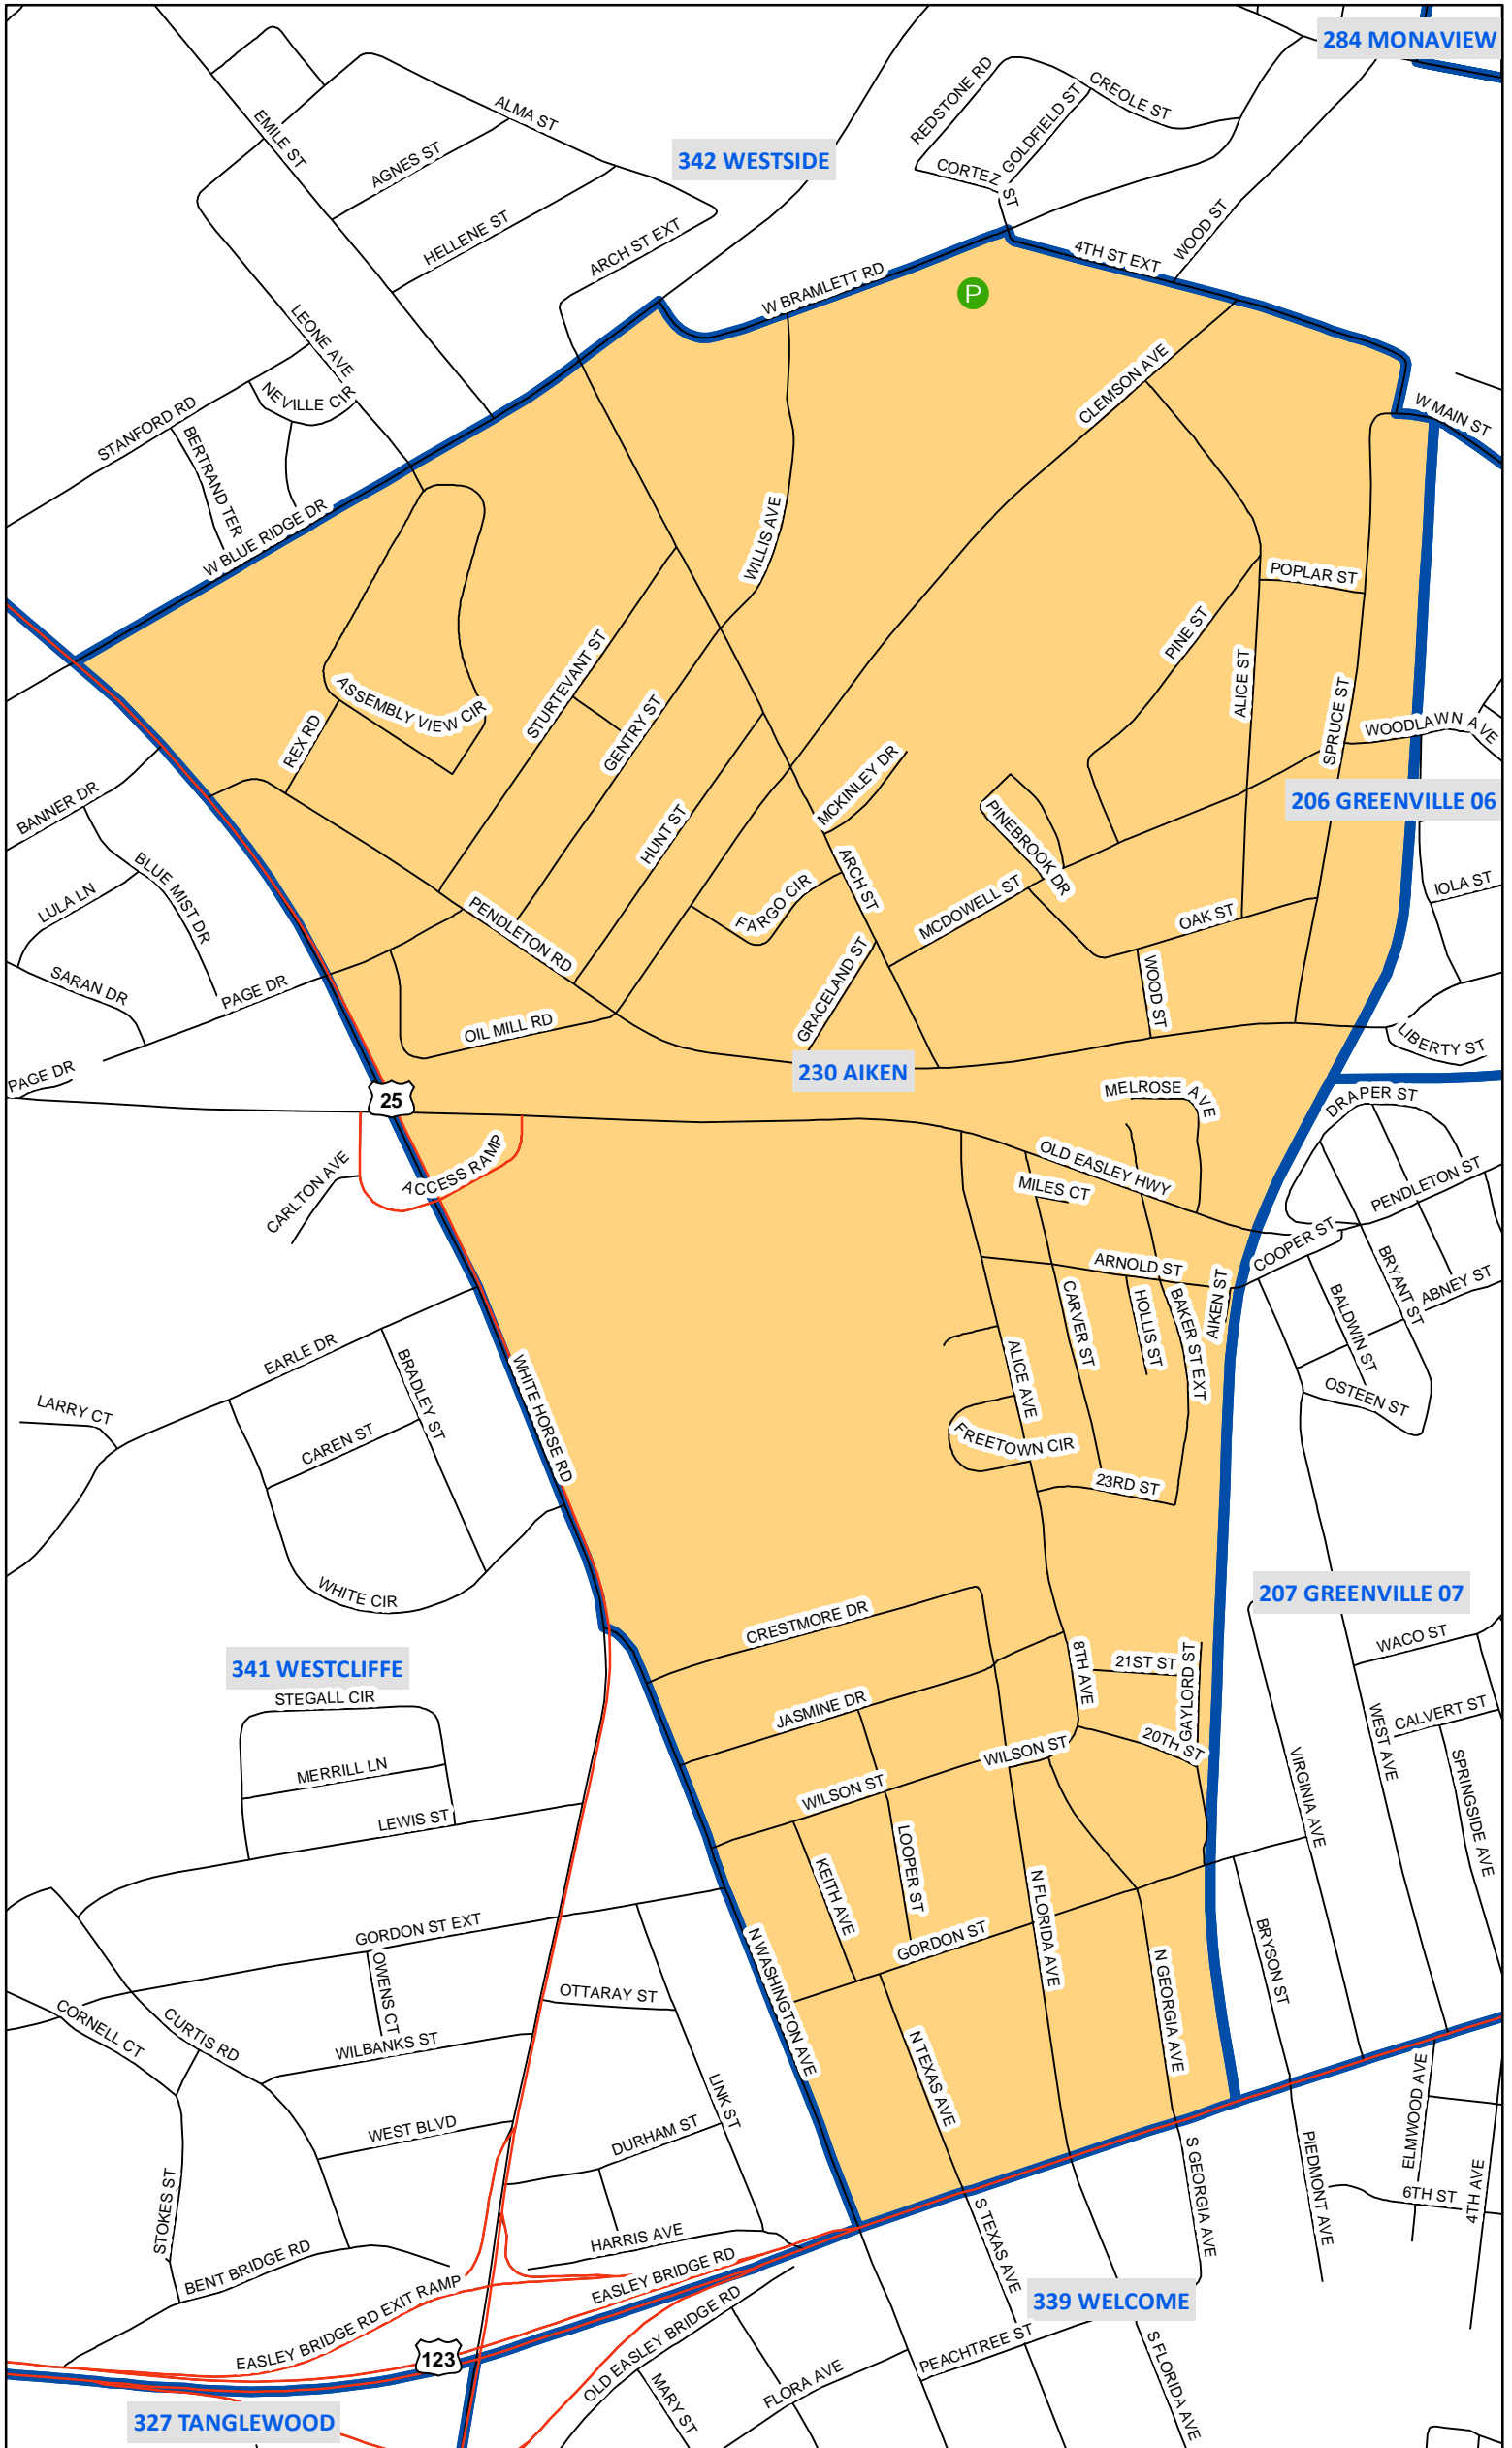 284 MONAVIEW
REDSTONE RD
CREOLE ST
GOLDFIELD ST
CORTEZ ST
ALMA ST
EMILE ST
AGNES ST
342 WESTSIDE
HELLENE ST
ARCH ST EXT
WOOD ST
4TH ST EXT
W BRAMLETT RD
P
LEONE AVE
NEVILLE CIR
STANFORD RD
BERTRAND TER
W BLUE RIDGE DR
CLEMSON AVE
W MAIN ST
WILLIS AVE
POPLAR ST
PINE ST
ALICE ST
SPRUCE ST
WOODLAWN AVE
STURTEVANT ST
ASSEMBLY VIEW CIR
REX RD
GENTRY ST
MCKINLEY DR
HUNT ST
206 GREENVILLE 06
BANNER DR
BLUE MIST DR
LULA LN
PINEBROOK DR
ARCH ST
FARGO CIR
MCDOWELL ST
IOLA ST
OAK ST
PENDLETON RD
SARAN DR
PAGE DR
GRACELAND ST
WOOD ST
OIL MILL RD
LIBERTY ST
230 AIKEN
PAGE DR
25
MELROSE AVE
DRAPER ST
ACCESS RAMP
OLD EASLEY HWY
MILES CT
PENDLETON ST
CARLTON AVE
COOPER ST
ARNOLD ST
BRYANT ST
ABNEY ST
AIKEN ST
CARVER ST
HOLLIS ST
BAKER ST EXT
BALDWIN ST
EARLE DR
BRADLEY ST
WHITE HORSE RD
ALICE AVE
OSTEEN ST
LARRY CT
CAREN ST
FREETOWN CIR
23RD ST
WHITE CIR
207 GREENVILLE 07
CRESTMORE DR
WACO ST
341 WESTCLIFFE
8TH AVE
21ST ST
GAYLORD ST
STEGALL CIR
JASMINE DR
WEST AVE
CALVERT ST
WILSON ST
20TH ST
MERRILL LN
WILSON ST
VIRGINIA AVE
SPRINGSIDE AVE
LEWIS ST
LOOPER ST
KEITH AVE
N FLORIDA AVE
GORDON ST EXT
GORDON ST
BRYSON ST
N WASHINGTON AVE
N GEORGIA AVE
OWENS CT
OTTARAY ST
CORNELL CT
CURTIS RD
WILBANKS ST
N TEXAS AVE
LINK ST
ELMWOOD AVE
WEST BLVD
DURHAM ST
PIEDMONT AVE
S GEORGIA AVE
STOKES ST
6TH ST
4TH AVE
HARRIS AVE
S TEXAS AVE
BENT BRIDGE RD
EASLEY BRIDGE RD
EASLEY BRIDGE RD EXIT RAMP
339 WELCOME
OLD EASLEY BRIDGE RD
123
PEACHTREE ST
S FLORIDA AVE
FLORA AVE
MARY ST
327 TANGLEWOOD